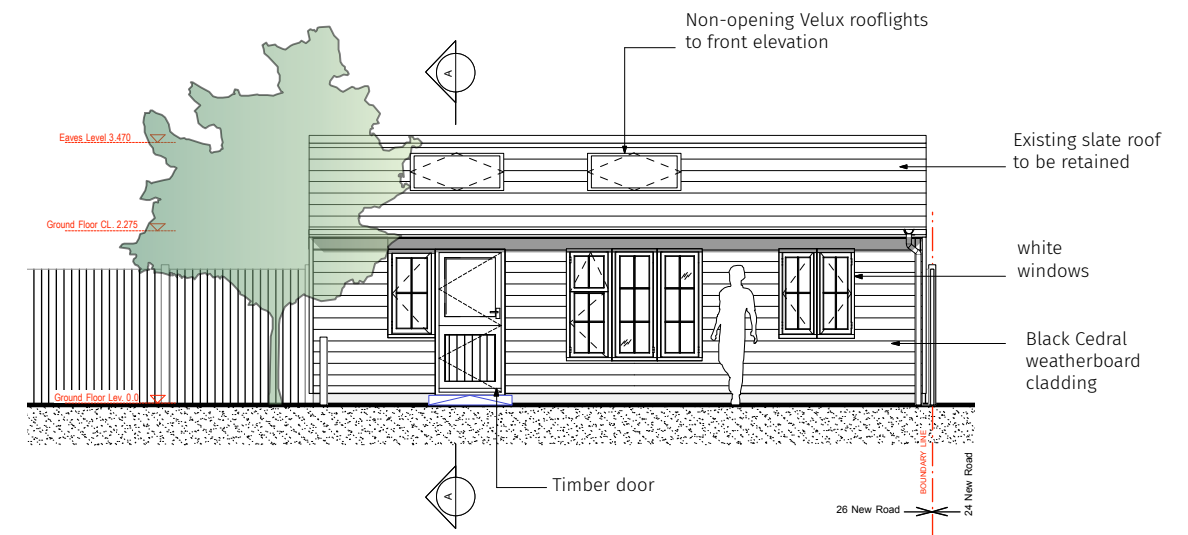 Non-opening Velux rooflights
to front elevation
A
Eaves Level 3.470
Existing slate roof
to be retained
Ground Floor CL. 2.275
white
windows
Black Cedral
weatherboard
cladding
Ground Floor Lev. 0.0
BOUNDARY LINE
24 New Road
Timber door
A
26 New Road